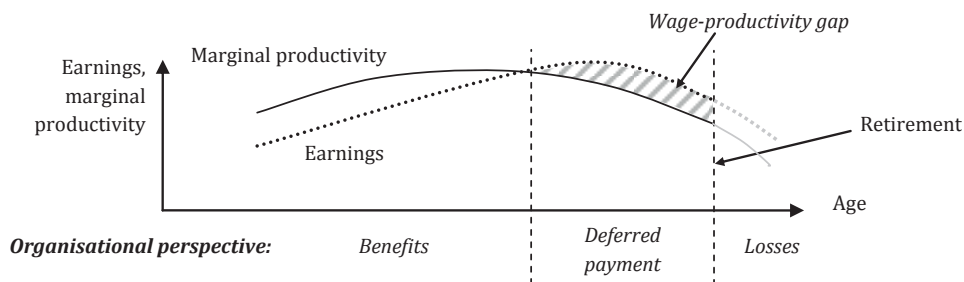 Wage-productivity gap
Marginal productivity
Earnings,
marginal
productivity
Earnings
Retirement
Age
Organisational perspective:
Benefits
Deferred
payment
Losses